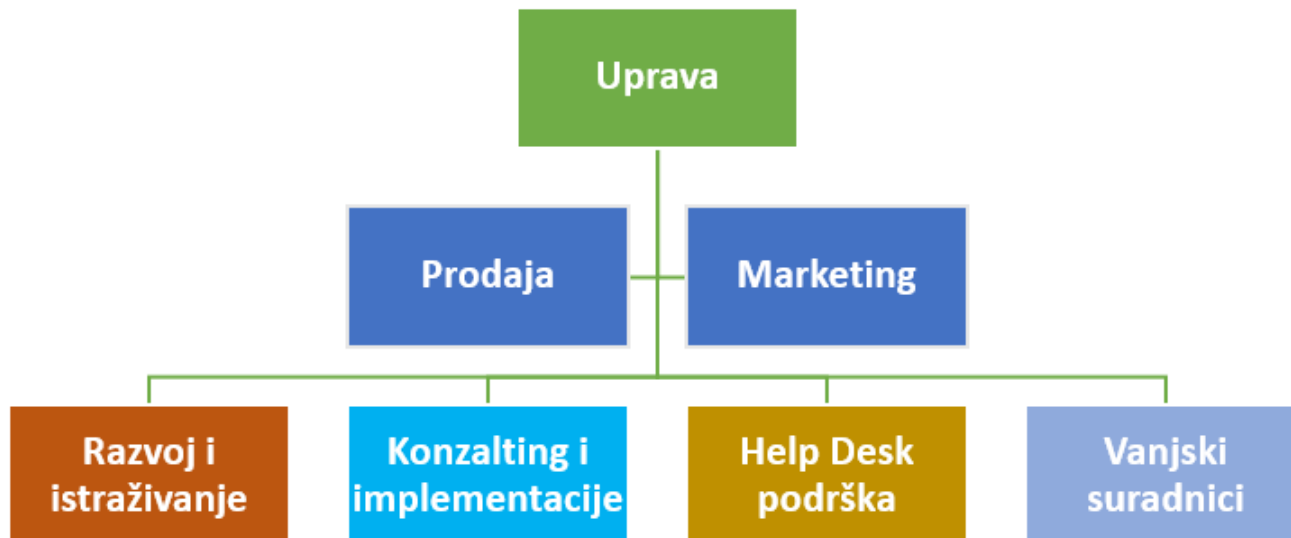 Uprava
Prodaja
Marketing
Razvoj i
istraživanje
Konzalting i
implementacije
Help Desk
podrška
Vanjski
suradnici